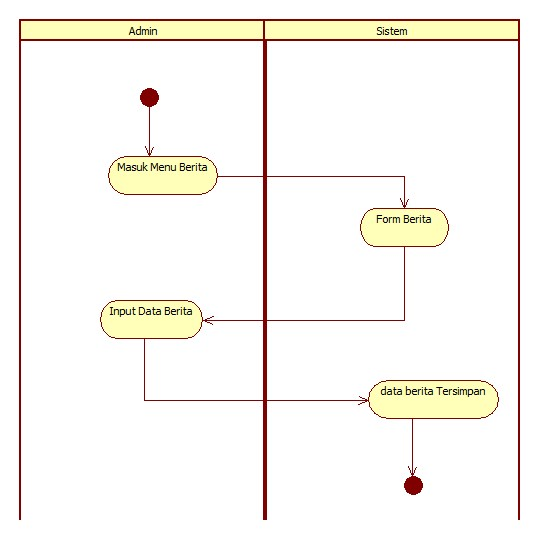 Admin
Sistem
Masuk Menu Berita
Form Berita
Input Data Berita
data berita Tersimpan